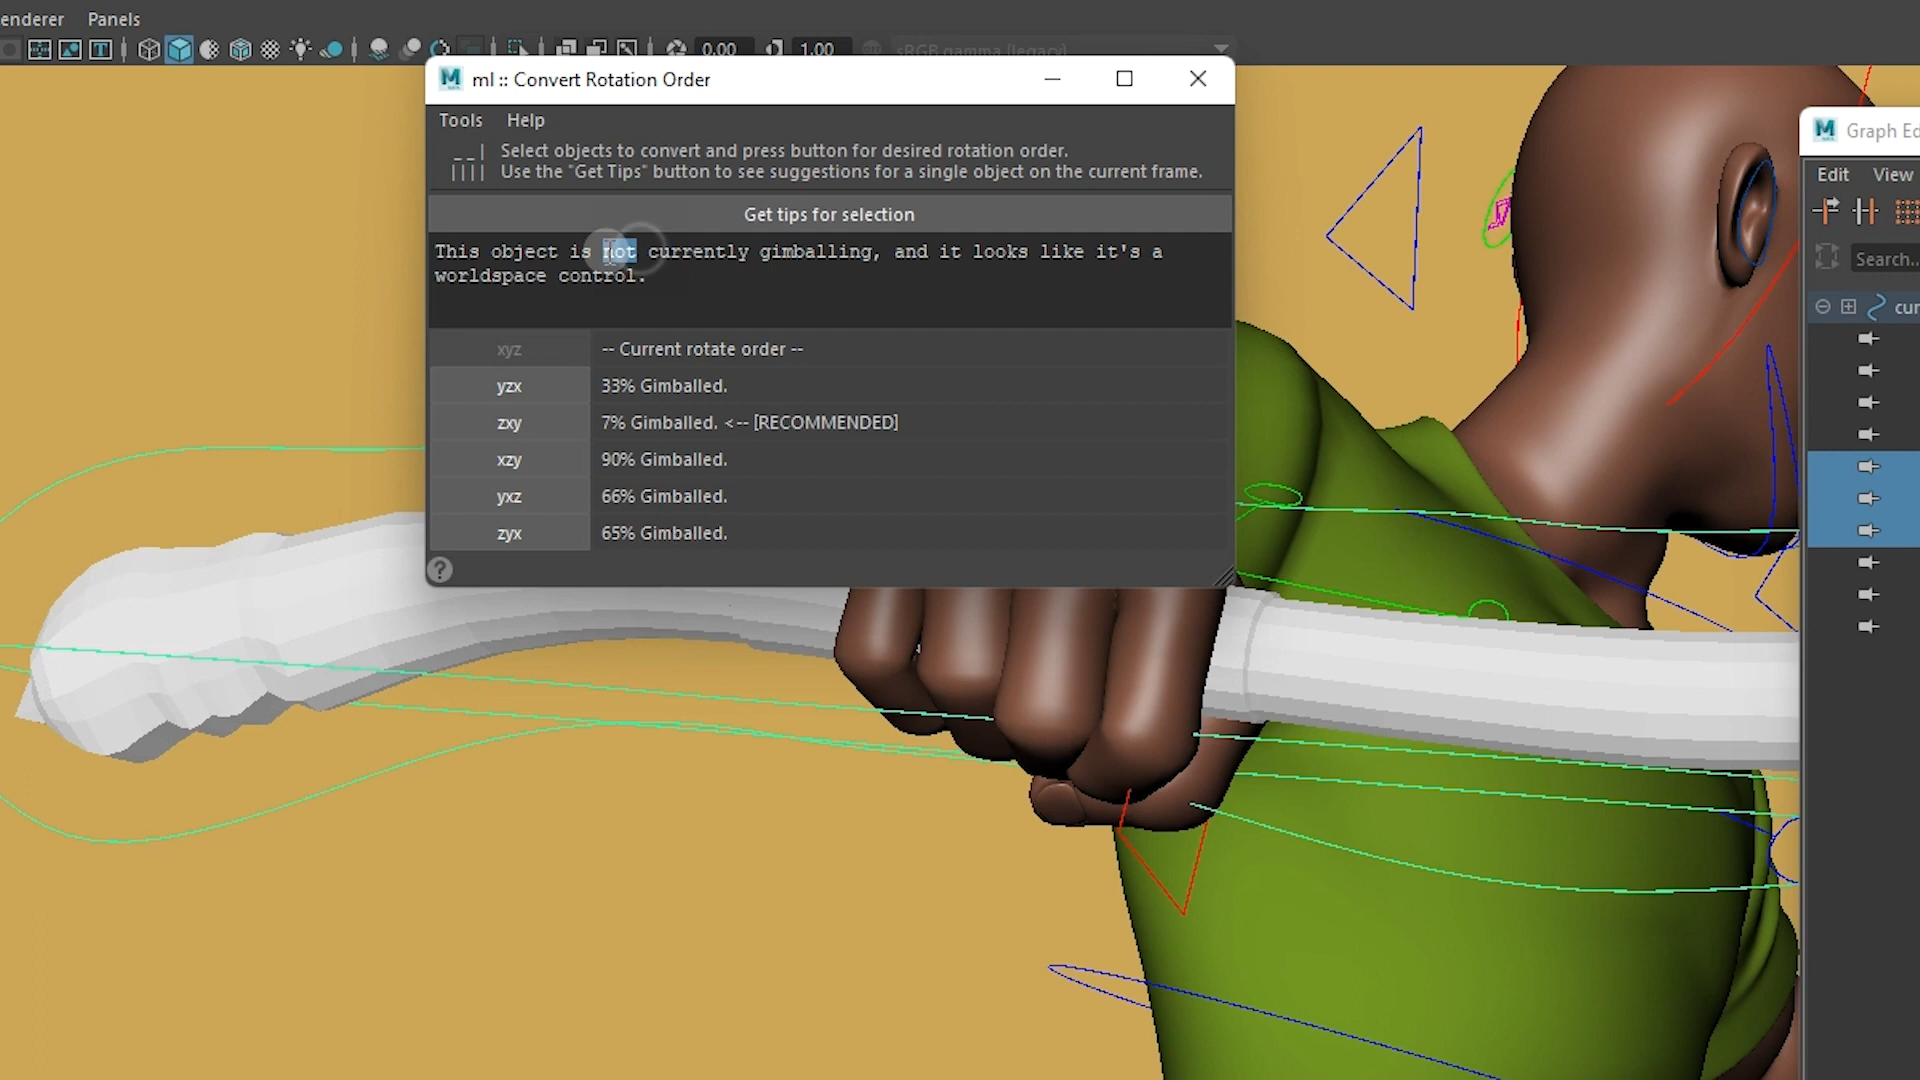 enderer Panels
0.00 1.00 sRGB gamma (legacy)
ml :: Convert Rotation Order
Tools Help
Select objects to convert and press button for desired rotation order.
Use the "Get Tips" button to see suggestions for a single object on the current frame.
Get tips for selection
This object is not currently gimballing, and it looks like it's a
worldspace control.
xyz -- Current rotate order --
yzx 33% Gimballed.
zxy 7% Gimballed. <-- [RECOMMENDED]
xzy 90% Gimballed.
yxz 66% Gimballed.
zyx 65% Gimballed.
Graph Ed
Edit View
Search...
cur